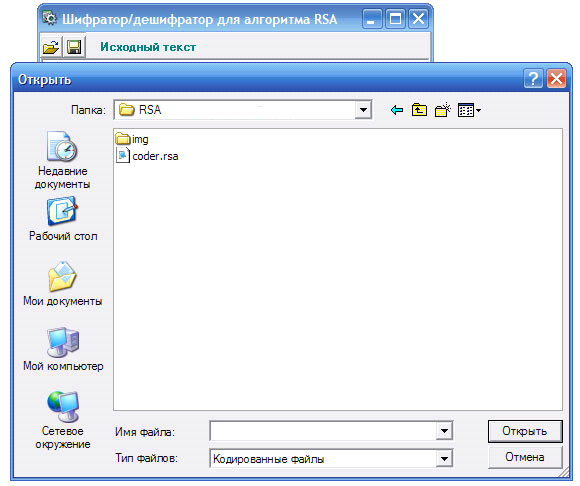 Шифратор/дешифратор для алгоритма RSA
Исходный текст
Открыть
Папка:
RSA
img
coder.rsa
Недавние
документы
Рабочий стол
Мои документы
Мой компьютер
Сетевое
окружение
Имя файла:
Открыть
Тип файлов:
Кодированные файлы
Отмена